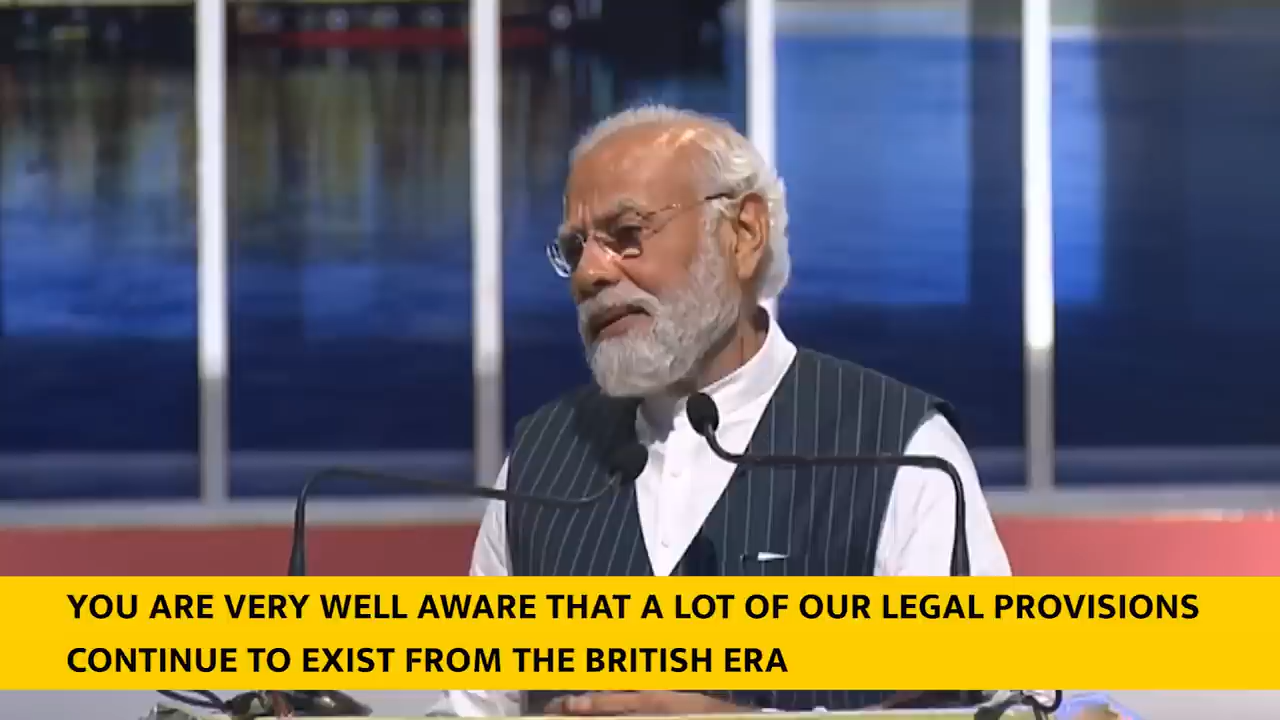 YOU ARE VERY WELL AWARE THAT A LOT OF OUR LEGAL PROVISIONS
CONTINUE TO EXIST FROM THE BRITISH ERA